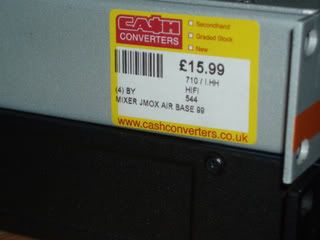 CASH
CONVERTERS
Secondhand
Graded Stock
New
£15.99
710 / I.HH
(4) BY HIFI
544
MIXER JMOX AIR BASE 99
www.cashconverters.co.uk